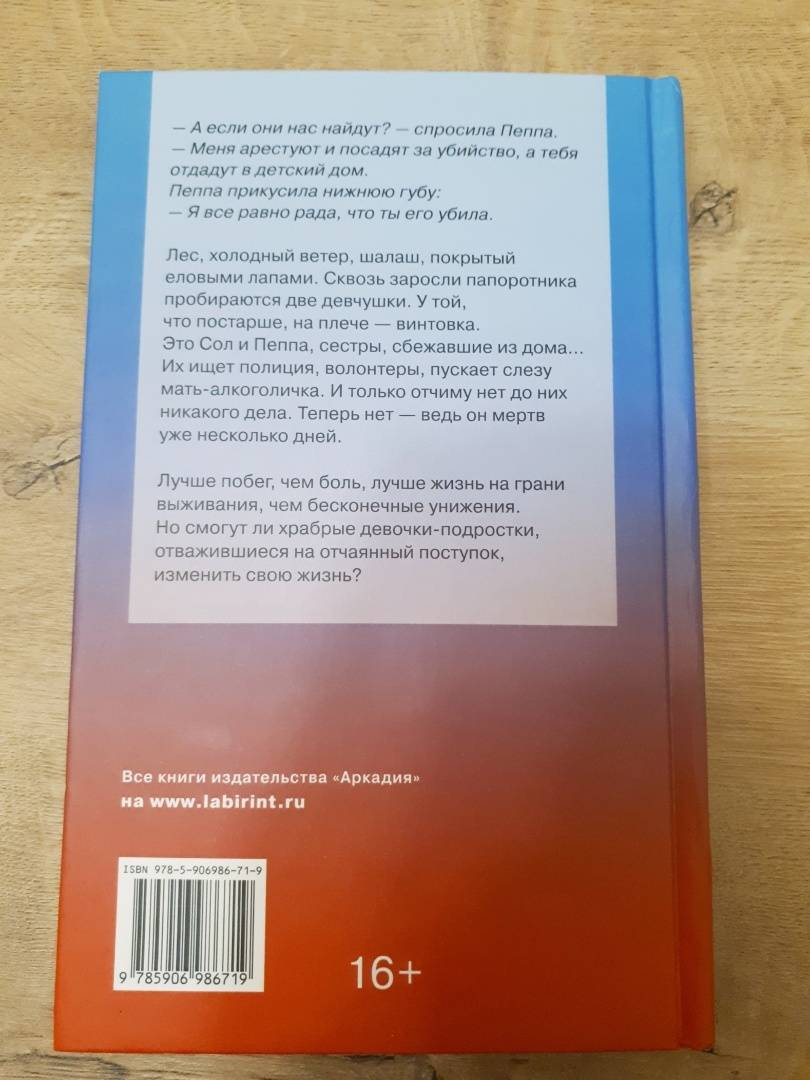 — А если они нас найдут? — спросила Пеппа.
— Меня арестуют и посадят за убийство, а тебя
отдадут в детский дом.
Пеппа прикусила нижнюю губу:
— Я все равно рада, что ты его убила.
Лес, холодный ветер, шалаш, покрытый
еловыми лапами. Сквозь заросли папоротника
пробираются две девчушки. У той,
что постарше, на плече — винтовка.
Это Сол и Пеппа, сестры, сбежавшие из дома...
Их ищет полиция, волонтеры, пускает слезу
мать-алкоголичка. И только отчиму нет до них
никакого дела. Теперь нет — ведь он мертв
уже несколько дней.
Лучше побег, чем боль, лучше жизнь на грани
выживания, чем бесконечные унижения.
Но смогут ли храбрые девочки-подростки,
отважившиеся на отчаянный поступок,
изменить свою жизнь?
Все книги издательства «Аркадия»
на www.labirint.ru
ISBN 978-5-906986-71-9
9 785906 986719
16+